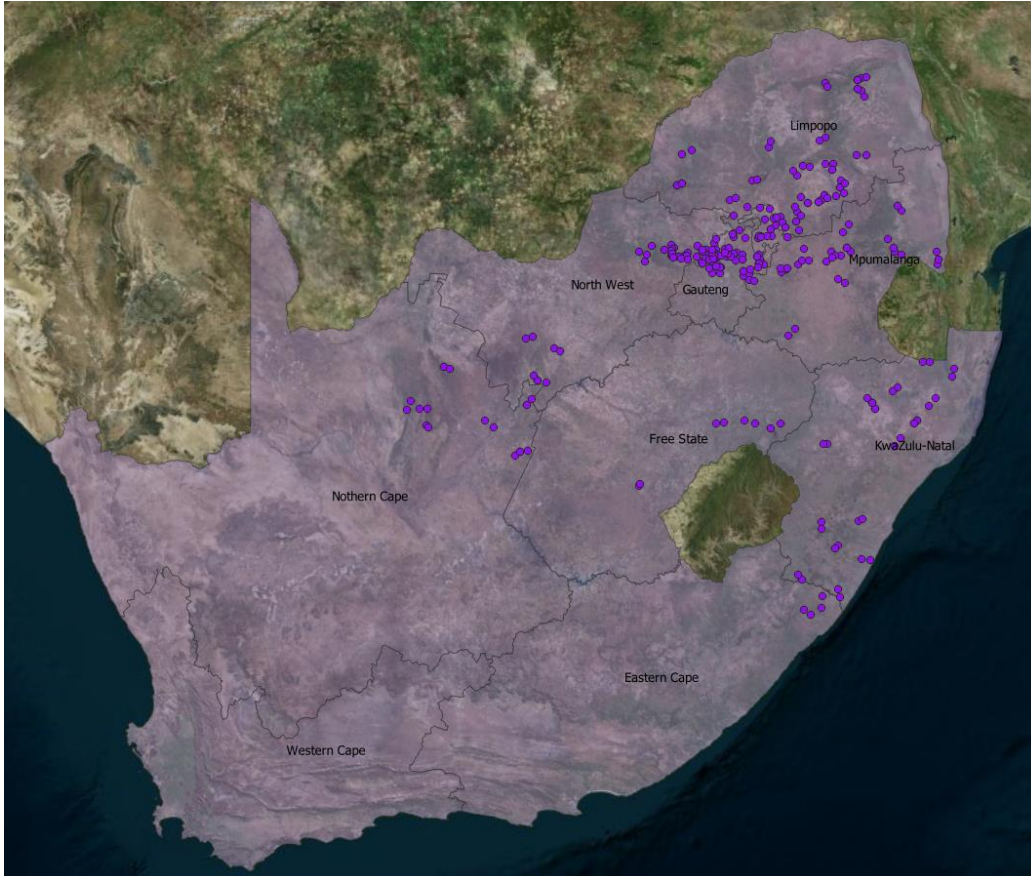 Limpopo
Mpumalanga
North West
Gauteng
Free State
KwaZulu-Natal
Nothern Cape
Eastern Cape
Western Cape